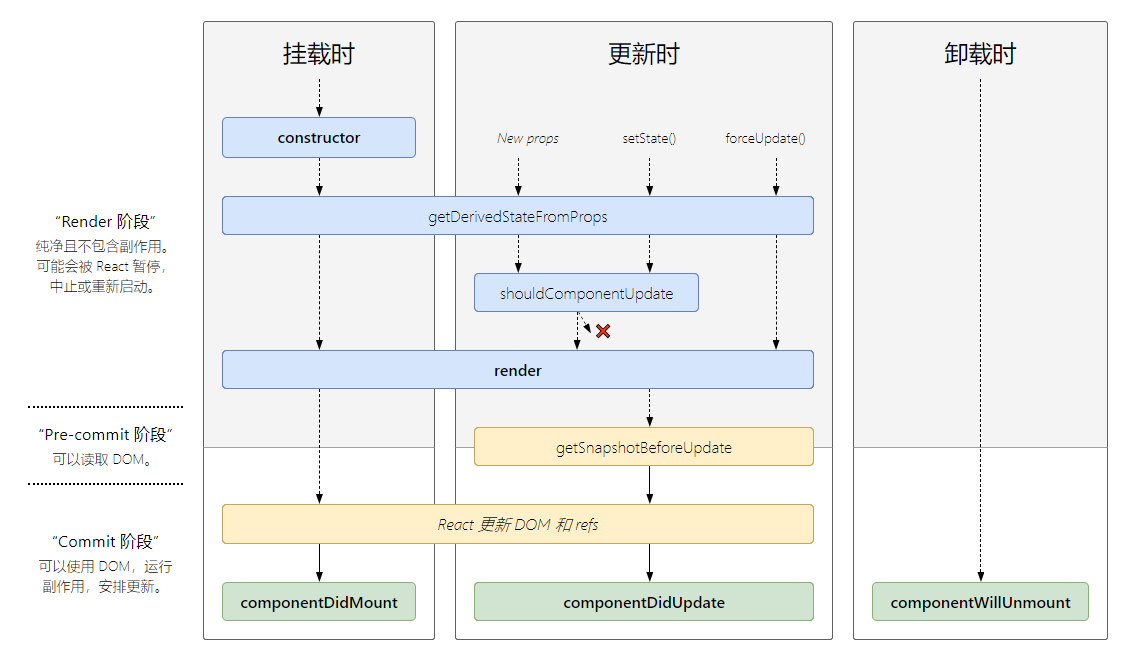 挂载时
更新时
卸载时
constructor
New props
setState()
forceUpdate()
“Render 阶段”
纯净且不包含副作用。
可能会被 React 暂停，
中止或重新启动。
getDerivedStateFromProps
shouldComponentUpdate
render
“Pre-commit 阶段”
可以读取 DOM。
getSnapshotBeforeUpdate
React 更新 DOM 和 refs
“Commit 阶段”
可以使用 DOM，运行
副作用，安排更新。
componentDidMount
componentDidUpdate
componentWillUnmount